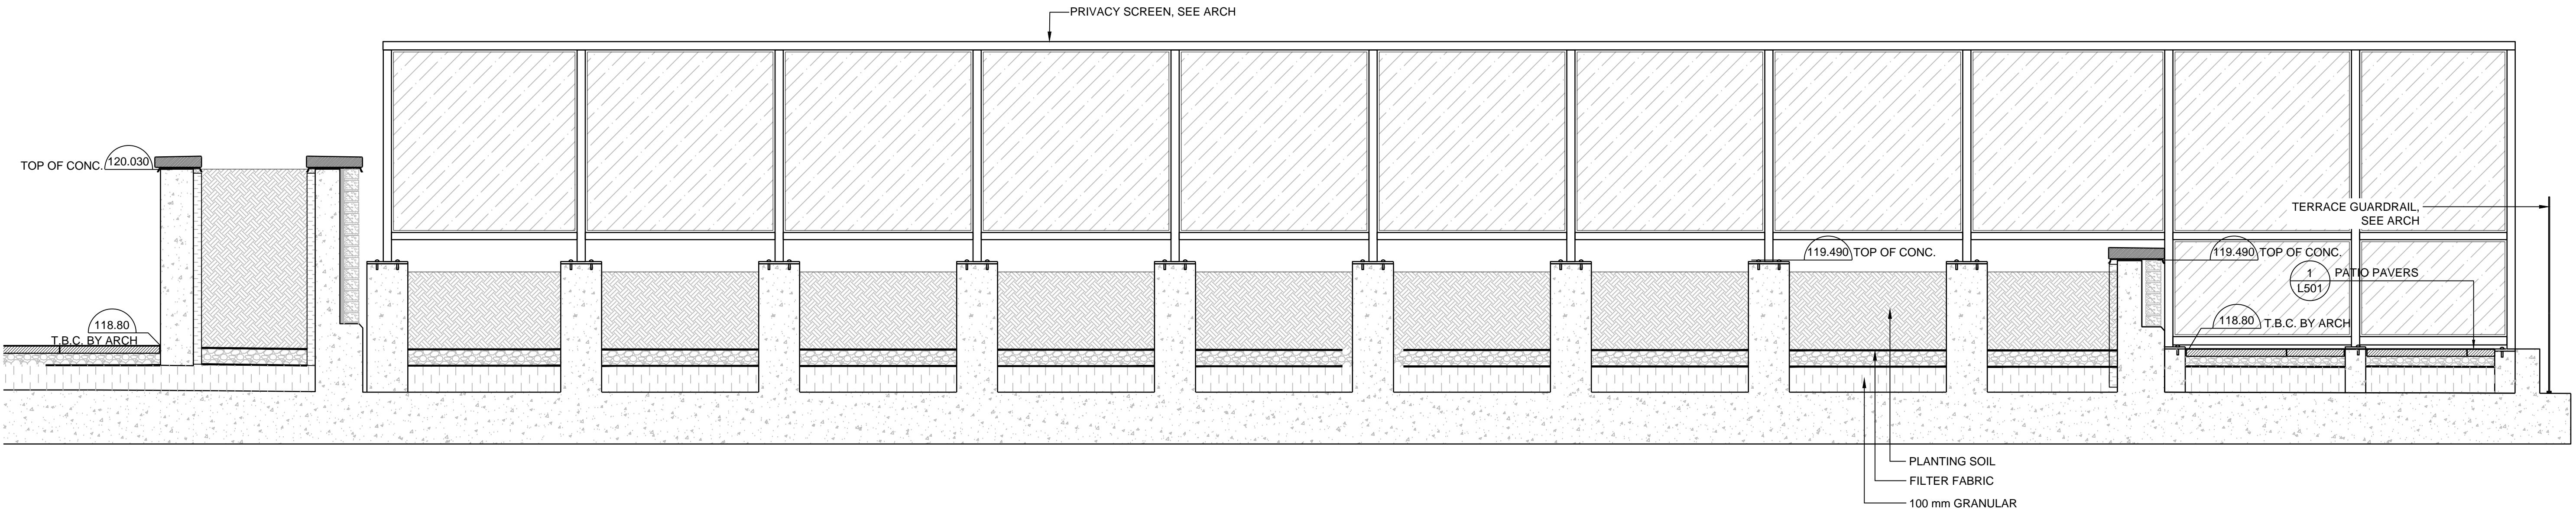 PRIVACY SCREEN, SEE ARCH
TOP OF CONC. 120.030
118.80
T.B.C. BY ARCH
TERRACE GUARDRAIL,
SEE ARCH
119.490 TOP OF CONC.
119.490 TOP OF CONC.
1 PATIO PAVERS
L501
118.80 T.B.C. BY ARCH
PLANTING SOIL
FILTER FABRIC
100 mm GRANULAR